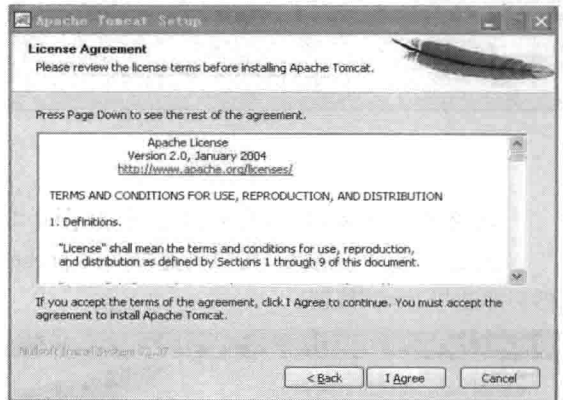 Apache Tomcat Setup
License Agreement
Please review the license terms before installing Apache Tomcat.
Press Page Down to see the rest of the agreement.
Apache License
Version 2.0, January 2004
http://www.apache.org/licenses/
TERMS AND CONDITIONS FOR USE, REPRODUCTION, AND DISTRIBUTION
1. Definitions.
"License" shall mean the terms and conditions for use, reproduction,
and distribution as defined by Sections 1 through 9 of this document.
If you accept the terms of the agreement, click I Agree to continue. You must accept the
agreement to install Apache Tomcat.
Nullsoft Install System
< Back
I Agree
Cancel